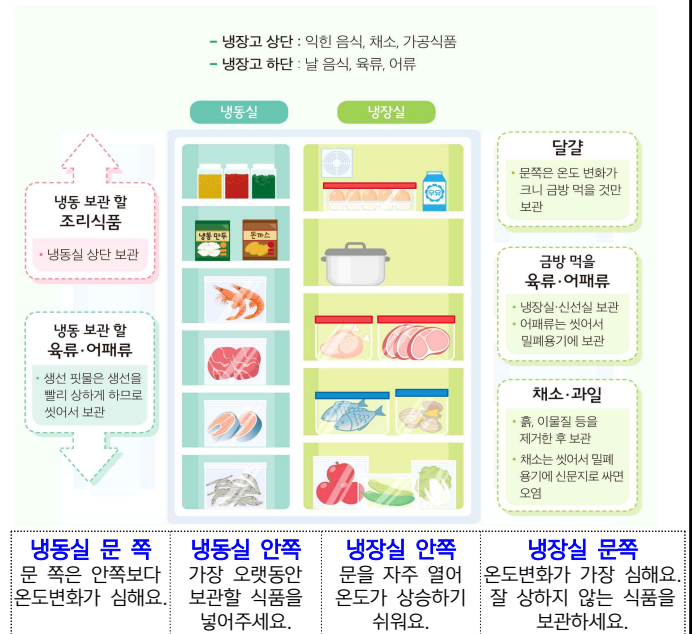 - 냉장고 상단 : 익힌 음식, 채소, 가공식품
- 냉장고 하단 : 날 음식, 육류, 어류
냉동실
냉장실
냉동 보관 할
조리식품
• 냉동실 상단 보관
냉동 보관 할
육류·어패류
• 생선 핏물은 생선을
빨리 상하게 하므로
씻어서 보관
냉동 만두
돈까스
우유
달걀
• 문쪽은 온도 변화가
크니 금방 먹을 것만
보관
금방 먹을
육류·어패류
• 냉장실·신선실 보관
• 어패류는 씻어서
밀폐용기에 보관
채소·과일
• 흙, 이물질 등을
제거한 후 보관
• 채소는 씻어서 밀폐
용기에 신문지로 싸면
오염
냉동실 문 쪽
문 쪽은 안쪽보다
온도변화가 심해요.
냉동실 안쪽
가장 오랫동안
보관할 식품을
넣어주세요.
냉장실 안쪽
문을 자주 열어
온도가 상승하기
쉬워요.
냉장실 문쪽
온도변화가 가장 심해요.
잘 상하지 않는 식품을
보관하세요.